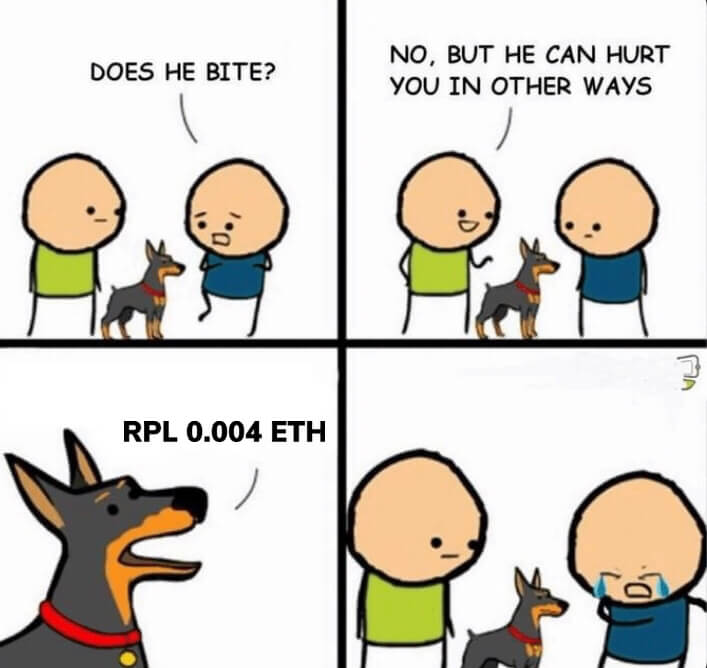 DOES HE BITE?
NO, BUT HE CAN HURT
YOU IN OTHER WAYS
RPL 0.004 ETH